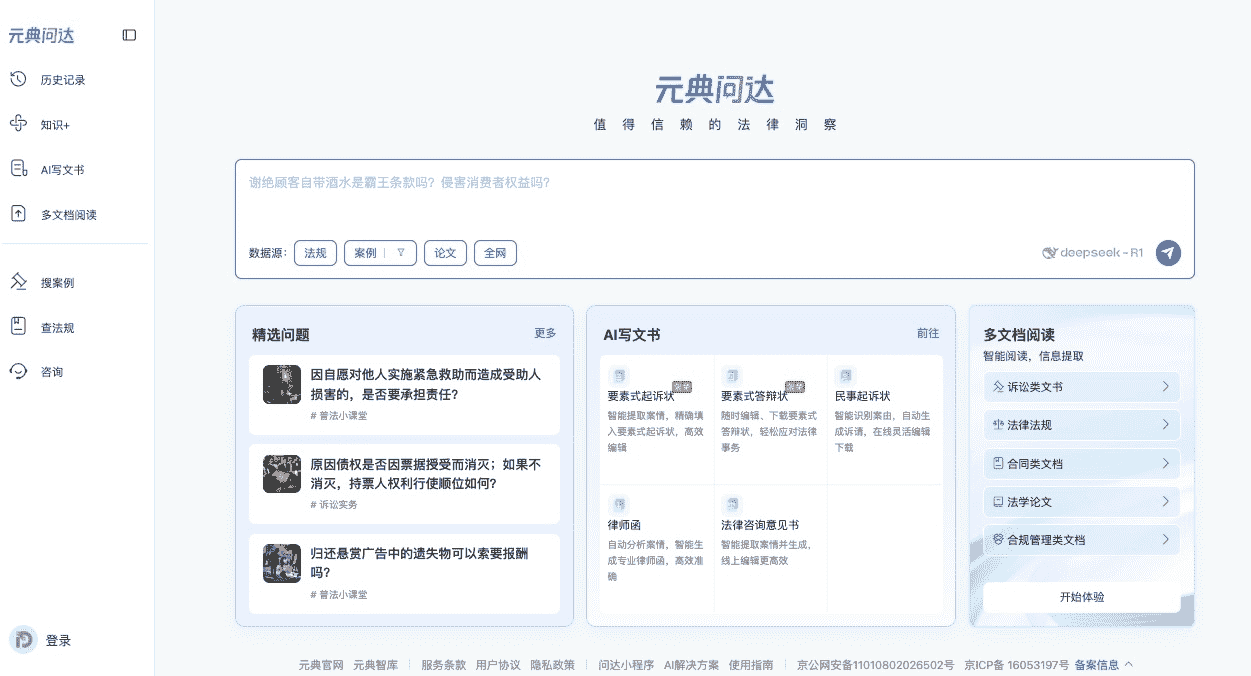 元典问达
历史记录
知识+
AI写文书
多文档阅读
搜案例
查法规
咨询
登录
元典问达
值得信赖的法律洞察
谢绝顾客自带酒水是霸王条款吗？侵害消费者权益吗？
数据源： 法规 案例 论文 全网
deepseek-R1
精选问题 更多
因自愿对他人实施紧急救助而造成受助人
损害的，是否要承担责任？
# 普法小课堂
原因债权是否因票据授受而消灭；如果不
消灭，持票人权利行使顺位如何？
# 诉讼实务
归还悬赏广告中的遗失物可以索要报酬
吗？
# 普法小课堂
AI写文书 前往
要素式起诉状
智能提取案情，精确填
入要素式起诉状，高效
编辑
要素式答辩状
随时编辑、下载要素式
答辩状，轻松应对法律
事务
民事起诉状
智能识别案由，自动生
成诉请，在线灵活编辑
下载
律师函
自动分析案情，智能生
成专业律师函，高效准
确
法律咨询意见书
智能提取案情并生成，
线上编辑更高效
多文档阅读
智能阅读，信息提取
诉讼类文书
法律法规
合同类文档
法学论文
合规管理类文档
开始体验
元典官网 元典智库 服务条款 用户协议 隐私政策 问达小程序 AI解决方案 使用指南 京公网安备11010802026502号 京ICP备 16053197号 备案信息